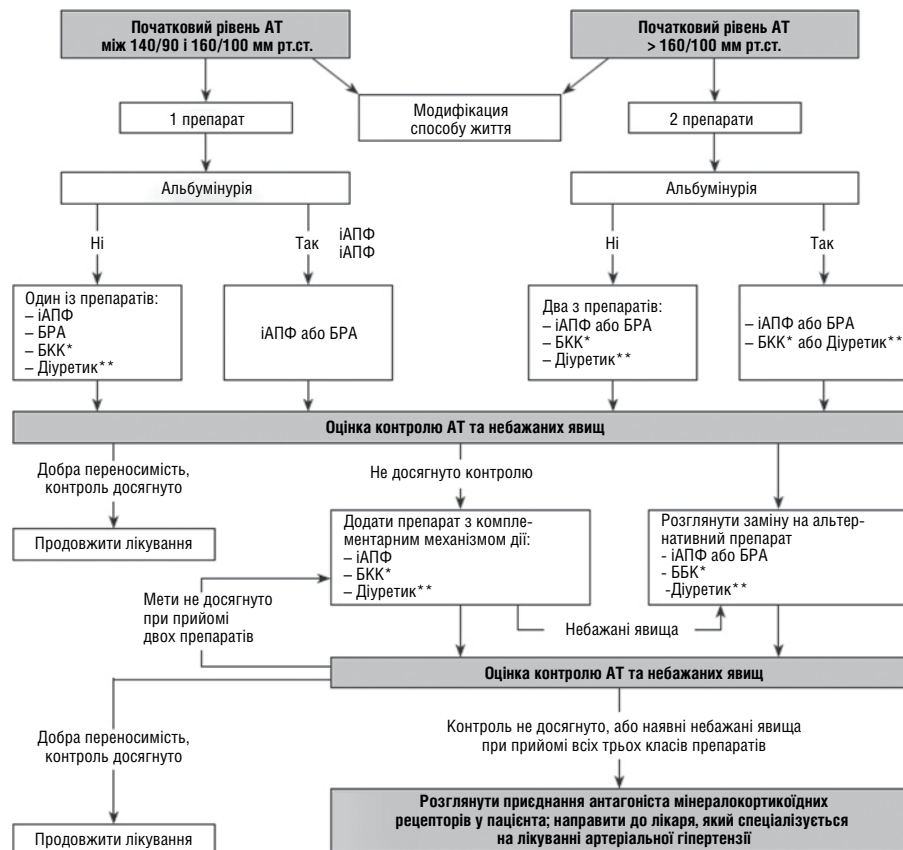 Початковий рівень АТ
між 140/90 і 160/100 мм рт.ст.
Початковий рівень АТ
> 160/100 мм рт.ст.
1 препарат
Модифікация
способу життя
2 препарати
Альбумінурія
Альбумінурія
Ні
Так
іАПФ
іАПФ
Ні
Так
Один із препаратів:
– іАПФ
– БРА
– БКК*
– Діуретик**
іАПФ або БРА
Два з препаратів:
– іАПФ або БРА
– БКК*
– Діуретик**
– іАПФ або БРА
– БКК* або Діуретик**
Оцінка контролю АТ та небажаних явищ
Добра переносимість,
контроль досягнуто
Не досягнуто контролю
Продовжити лікування
Додати препарат з компле-
ментарним механізмом дії:
– іАПФ
– БКК*
– Діуретик**
Розглянути заміну на альтер-
нативний препарат
- іАПФ або БРА
- ББК*
-Діуретик**
Мети не досягнуто
при прийомі
двох препаратів
Небажані явища
Оцінка контролю АТ та небажаних явищ
Добра переносимість,
контроль досягнуто
Контроль не досягнуто, або наявні небажані явища
при прийомі всіх трьох класів препаратів
Продовжити лікування
Розглянути приєднання антагоніста мінералокортикоїдних
рецепторів у пацієнта; направити до лікаря, який спеціалізується
на лікуванні артеріальної гіпертензії